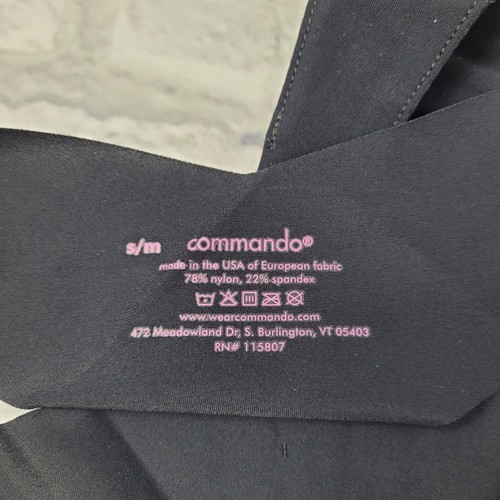 s/m commando®
made in the USA of European fabric
78% nylon, 22% spandex
www.wearcommando.com
472 Meadowland Dr, S. Burlington, VT 05403
RN# 115807